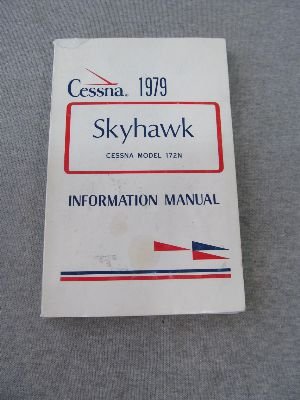 Cessna® 1979
Skyhawk
CESSNA MODEL 172N
INFORMATION MANUAL